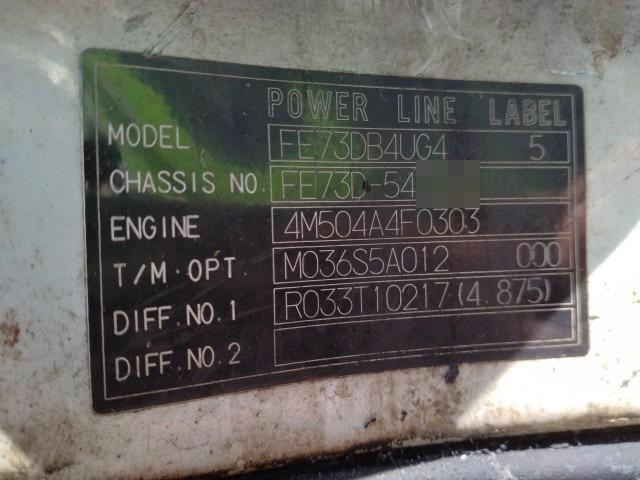 POWER LINE LABEL
MODEL FE73DB4UG4 5
CHASSIS NO. FE73D-54
ENGINE 4M504A4F0303
T/M OPT. M036S5A012 000
DIFF.NO.1 R033T10217(4.875)
DIFF.NO.2